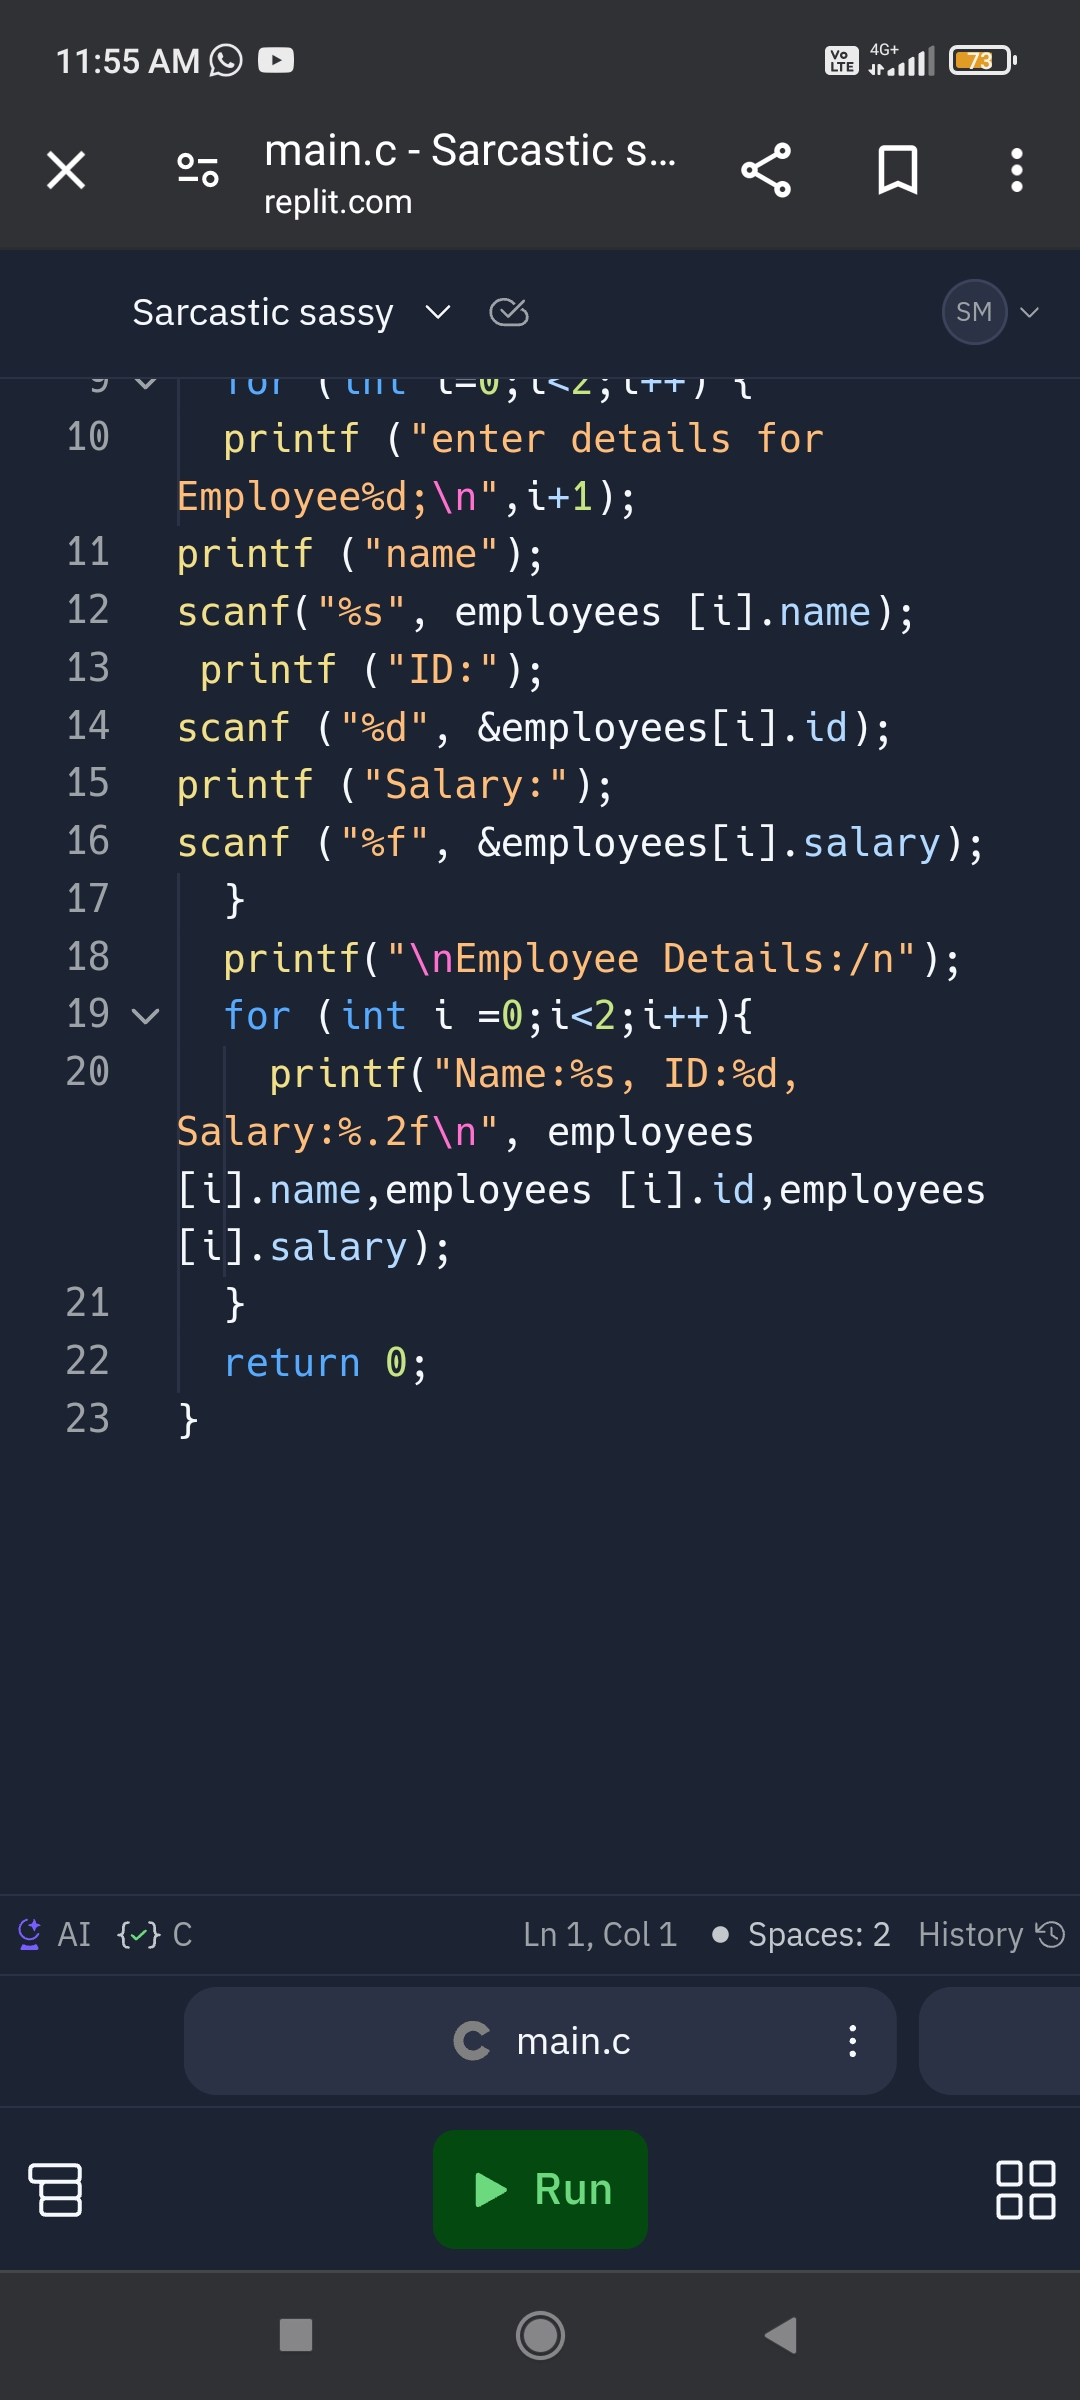 11:55 AM
Vo LTE 4G+ 73
main.c - Sarcastic s...
replit.com
Sarcastic sassy
SM
9 for (int i=0;i<2;i++) {
10 printf ("enter details for
Employee%d;\n",i+1);
11 printf ("name");
12 scanf("%s", employees [i].name);
13 printf ("ID:");
14 scanf ("%d", &employees[i].id);
15 printf ("Salary:");
16 scanf ("%f", &employees[i].salary);
17 }
18 printf("\nEmployee Details:/n");
19 for (int i =0;i<2;i++){
20 printf("Name:%s, ID:%d,
Salary:%.2f\n", employees
[i].name,employees [i].id,employees
[i].salary);
21 }
22 return 0;
23 }
AI {✓} C Ln 1, Col 1 • Spaces: 2 History
main.c
Run